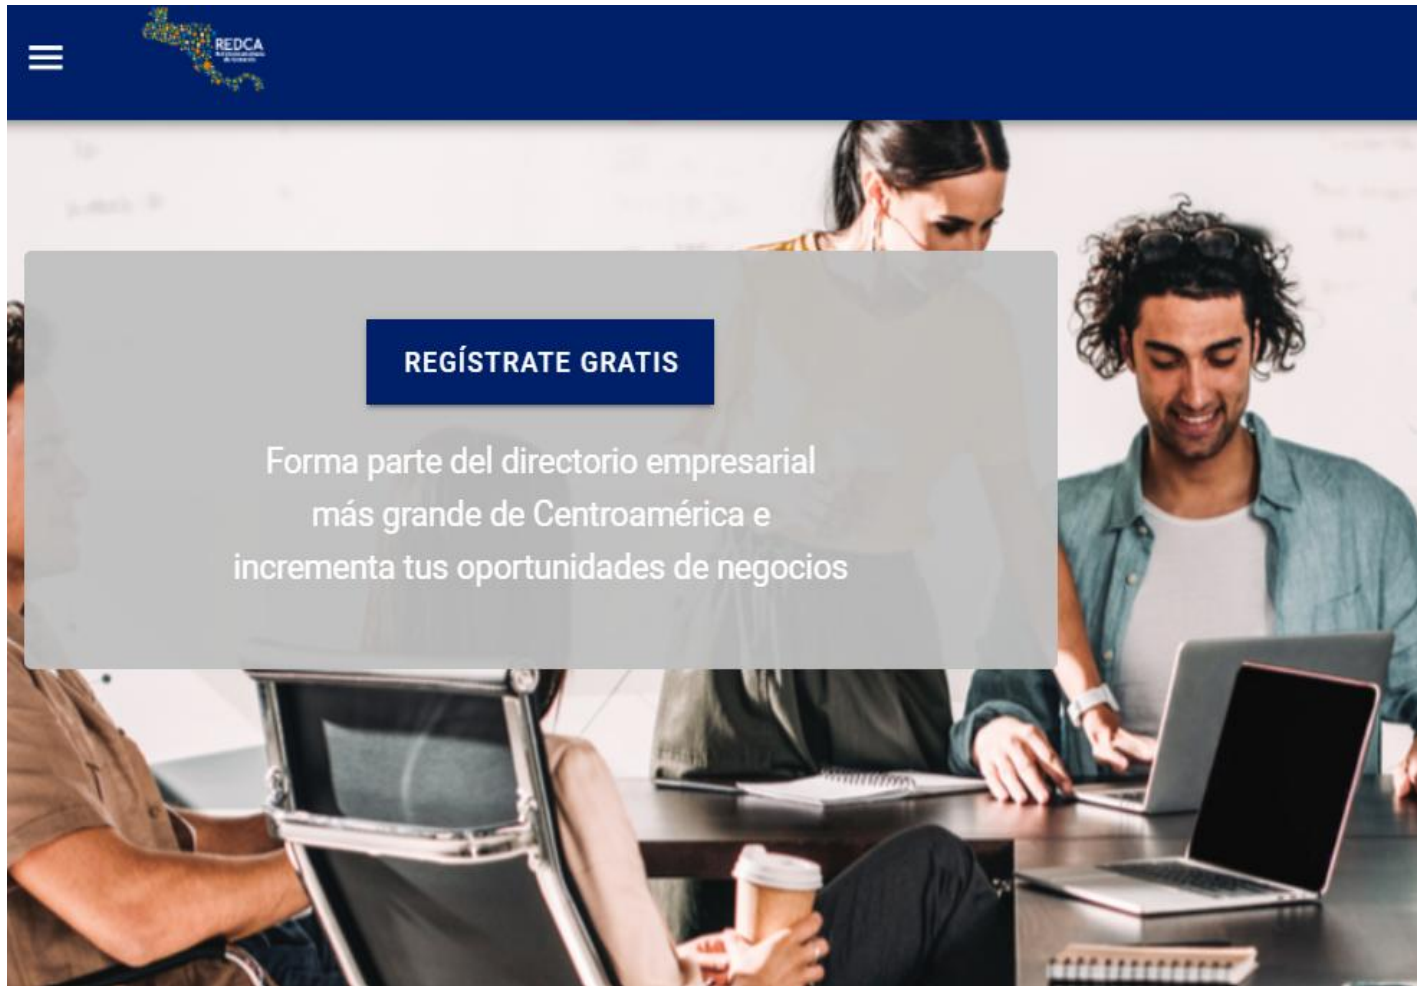 REDCA
REGÍSTRATE GRATIS
Forma parte del directorio empresarial
más grande de Centroamérica e
incrementa tus oportunidades de negocios